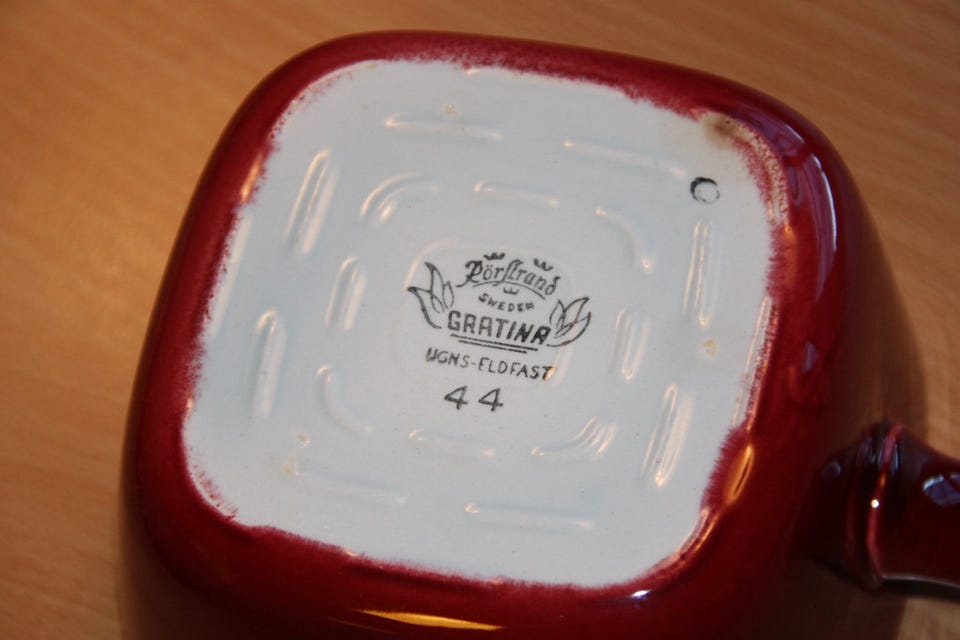 Rörstrand
SWEDEN
GRATINA
UGNS-ELDFAST
44